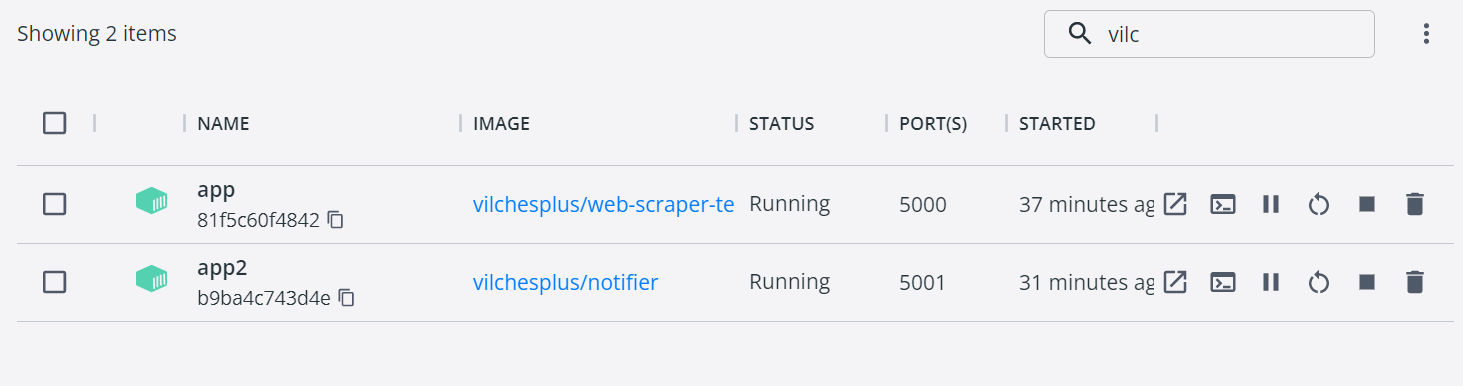 Showing 2 items
vilc
NAME IMAGE STATUS PORT(S) STARTED
app
81f5c60f4842
vilchesplus/web-scraper-te Running 5000 37 minutes ag
app2
b9ba4c743d4e
vilchesplus/notifier Running 5001 31 minutes ag